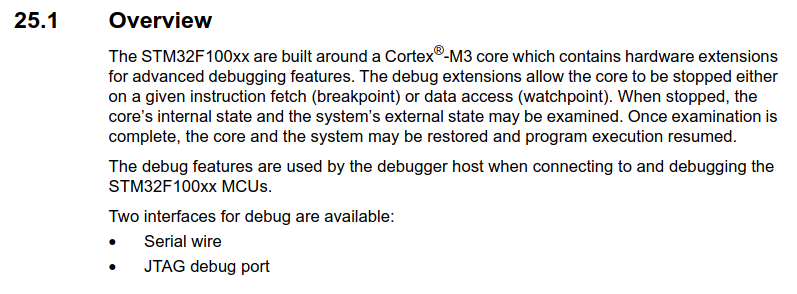 25.1 Overview
The STM32F100xx are built around a Cortex®-M3 core which contains hardware extensions
for advanced debugging features. The debug extensions allow the core to be stopped either
on a given instruction fetch (breakpoint) or data access (watchpoint). When stopped, the
core’s internal state and the system’s external state may be examined. Once examination is
complete, the core and the system may be restored and program execution resumed.
The debug features are used by the debugger host when connecting to and debugging the
STM32F100xx MCUs.
Two interfaces for debug are available:
• Serial wire
• JTAG debug port